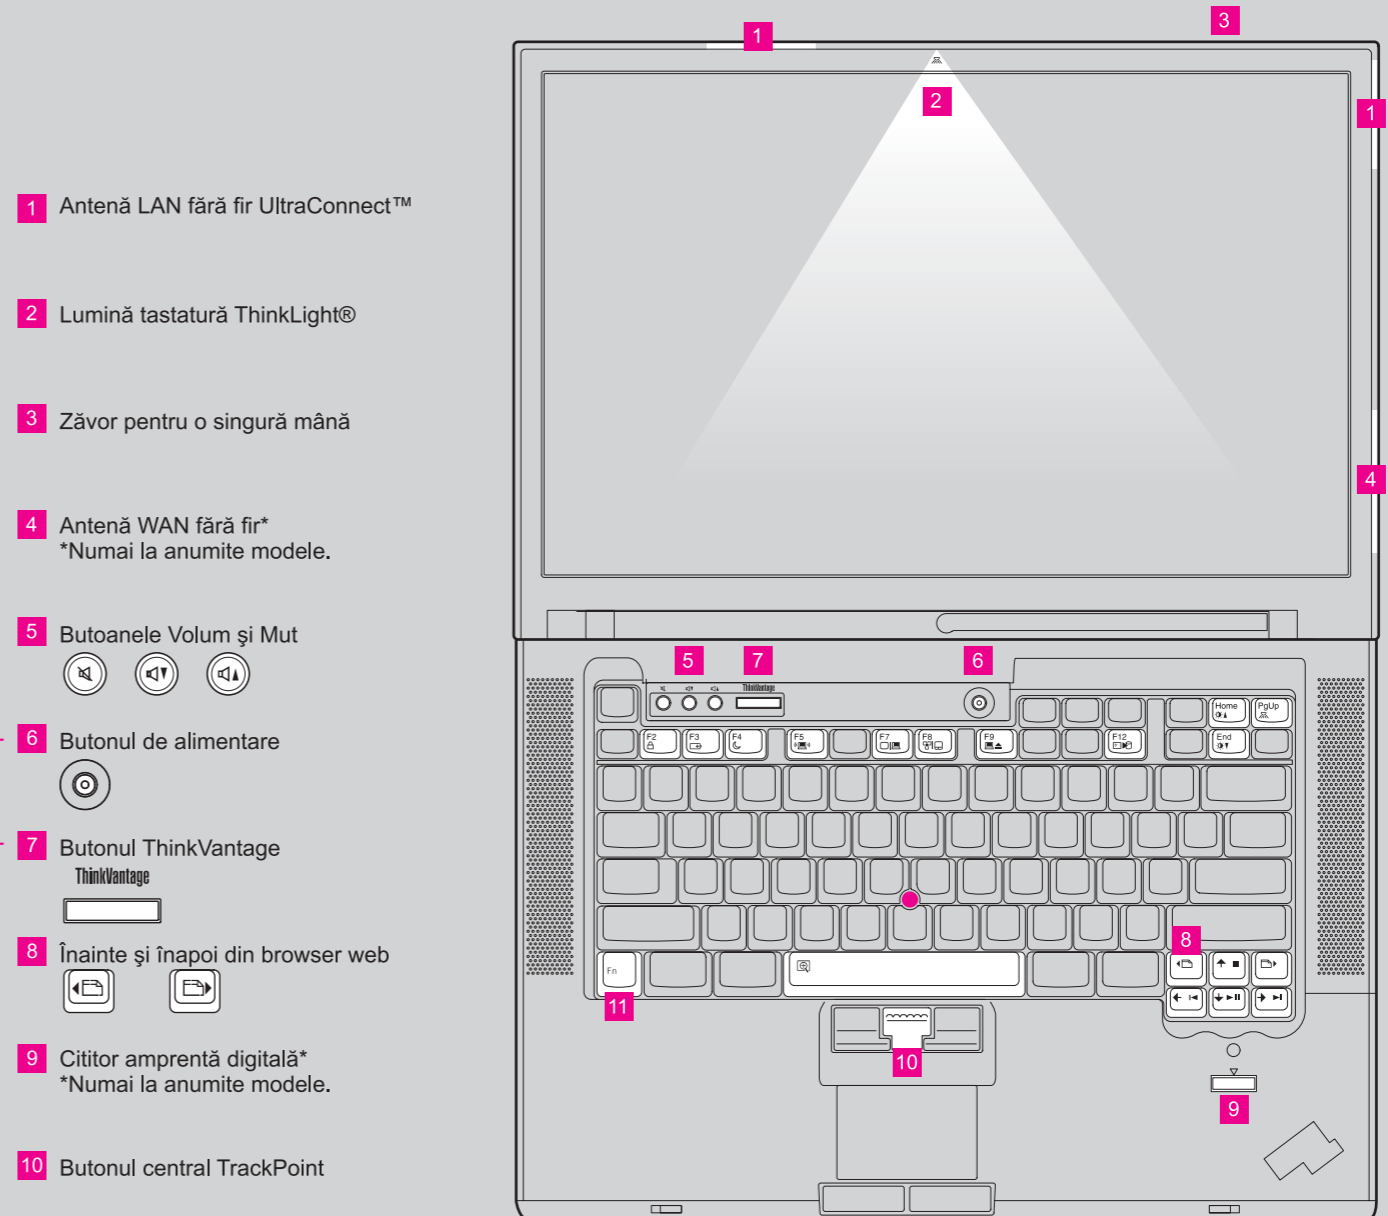 1 Antenă LAN fără fir UltraConnect™
2 Lumină tastatură ThinkLight®
3 Zăvor pentru o singură mână
4 Antenă WAN fără fir*
*Numai la anumite modele.
5 Butoanele Volum şi Mut
6 Butonul de alimentare
7 Butonul ThinkVantage
ThinkVantage
8 Înainte şi înapoi din browser web
9 Cititor amprentă digitală*
*Numai la anumite modele.
10 Butonul central TrackPoint
1
3
2
1
4
5
7
6
ThinkVantage
Home
PgUp
F2
F3
F4
F5
F7
F8
F9
F12
End
8
Fn
11
10
9